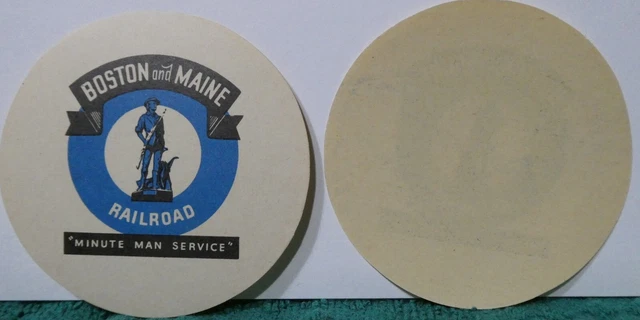 BOSTON and MAINE
RAILROAD
"MINUTE MAN SERVICE"